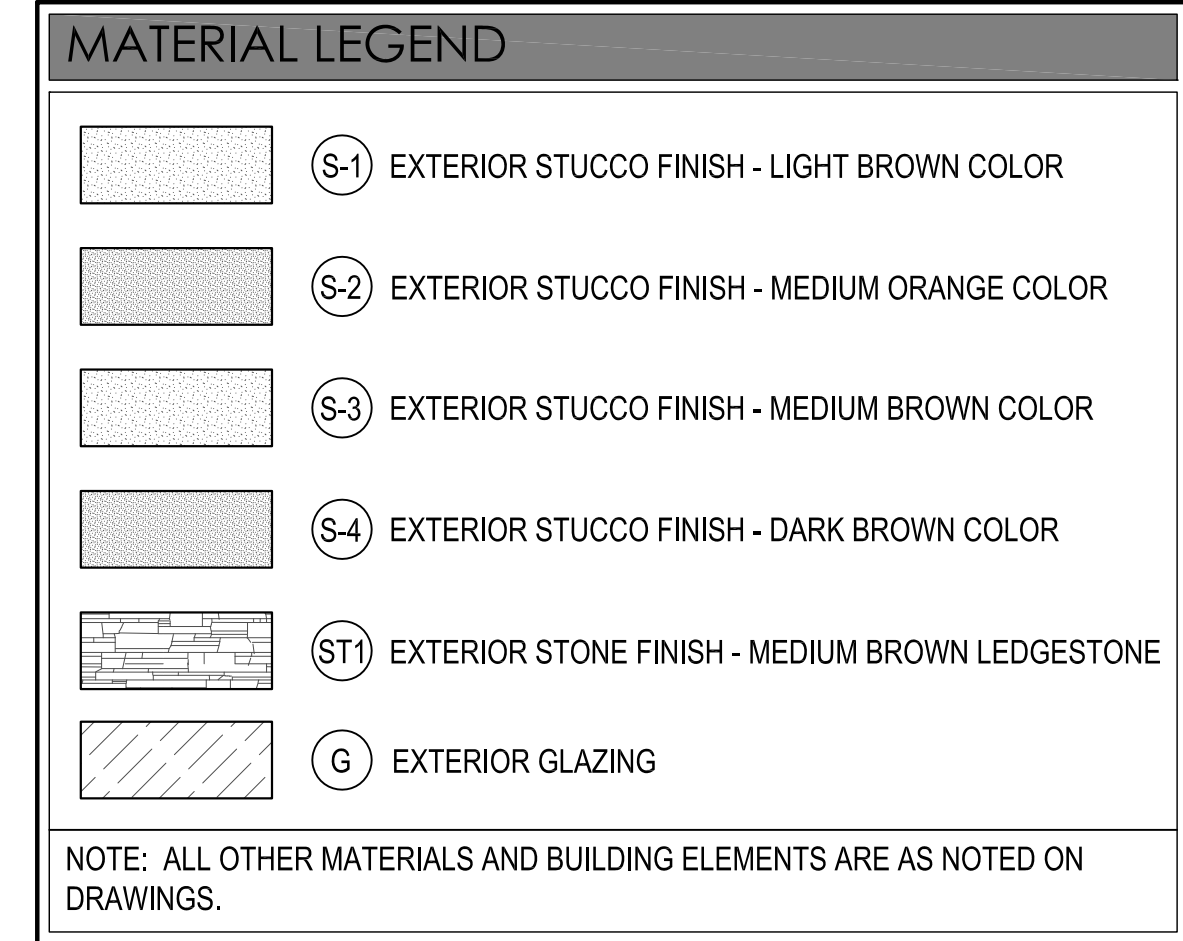 MATERIAL LEGEND
S-1 EXTERIOR STUCCO FINISH - LIGHT BROWN COLOR
S-2 EXTERIOR STUCCO FINISH - MEDIUM ORANGE COLOR
S-3 EXTERIOR STUCCO FINISH - MEDIUM BROWN COLOR
S-4 EXTERIOR STUCCO FINISH - DARK BROWN COLOR
ST1 EXTERIOR STONE FINISH - MEDIUM BROWN LEDGESTONE
G EXTERIOR GLAZING
NOTE: ALL OTHER MATERIALS AND BUILDING ELEMENTS ARE AS NOTED ON
DRAWINGS.